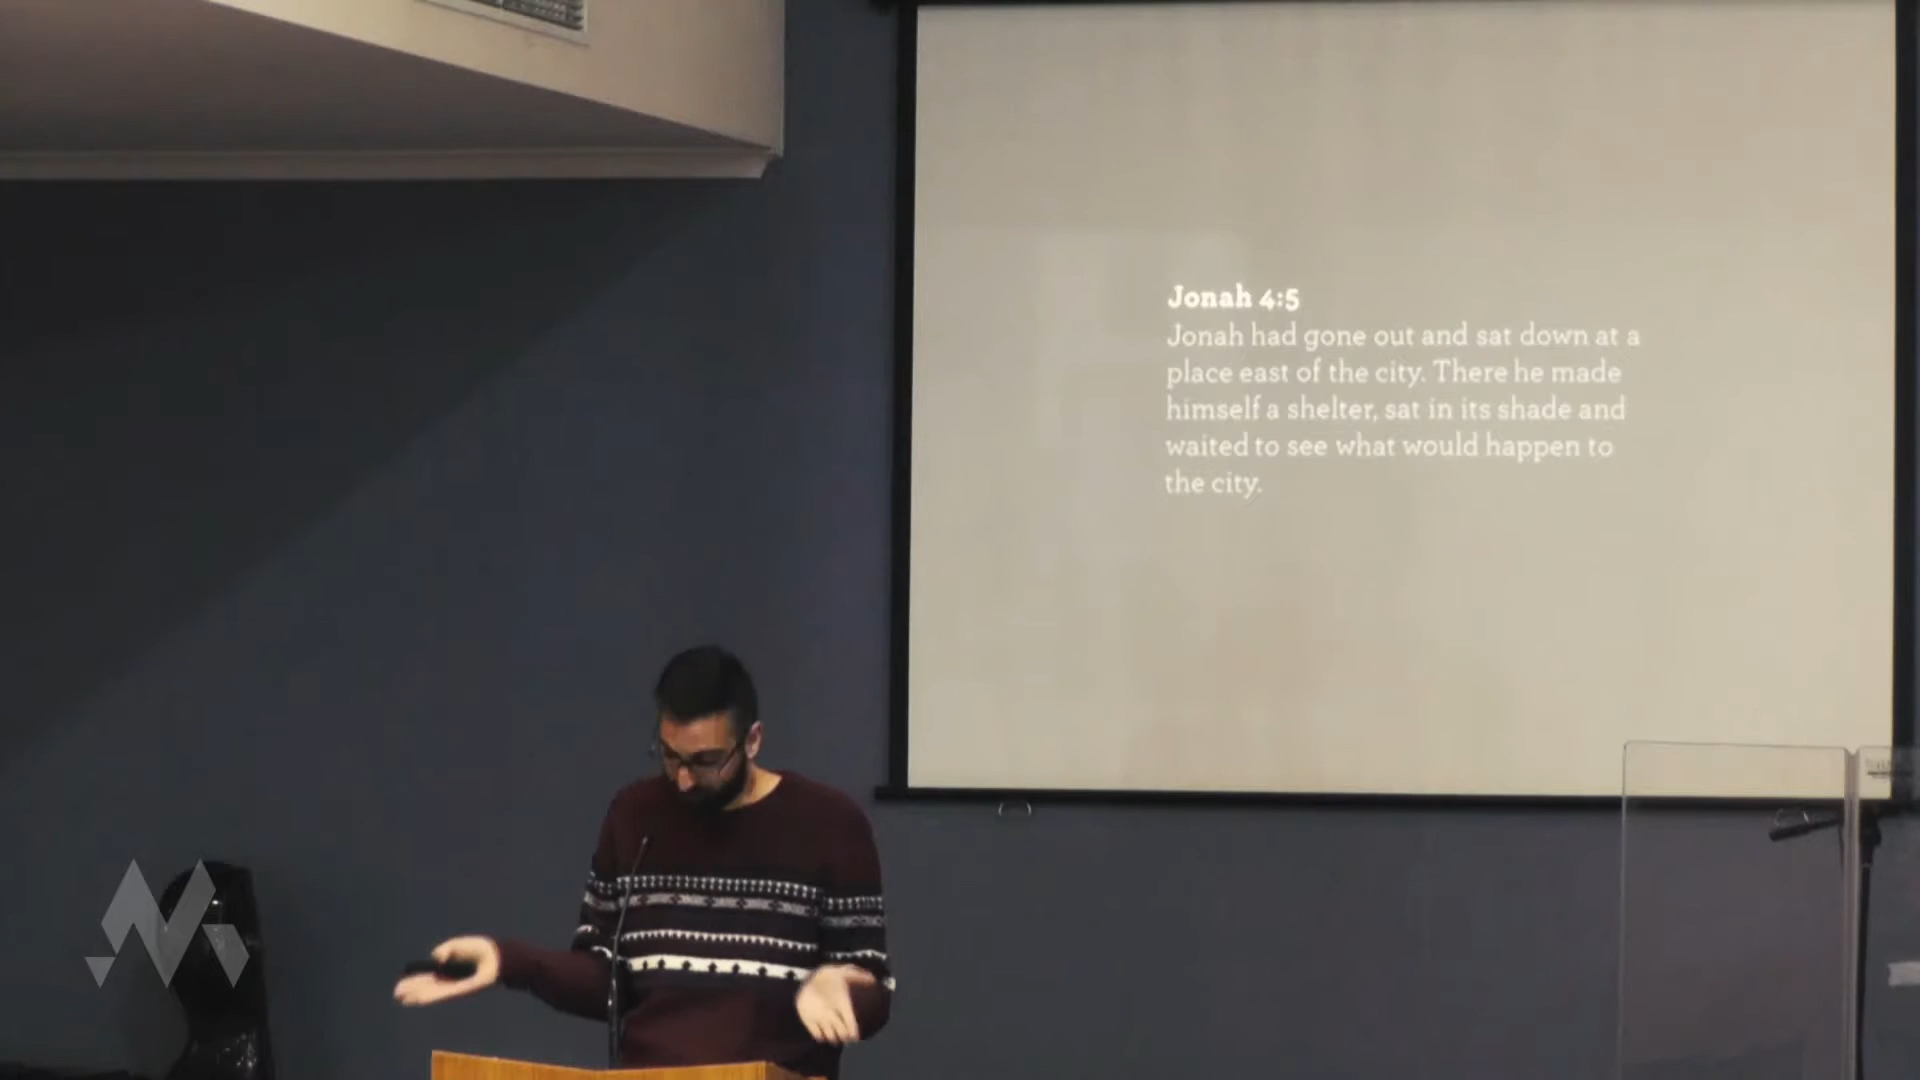 Jonah 4:5
Jonah had gone out and sat down at a
place east of the city. There he made
himself a shelter, sat in its shade and
waited to see what would happen to
the city.